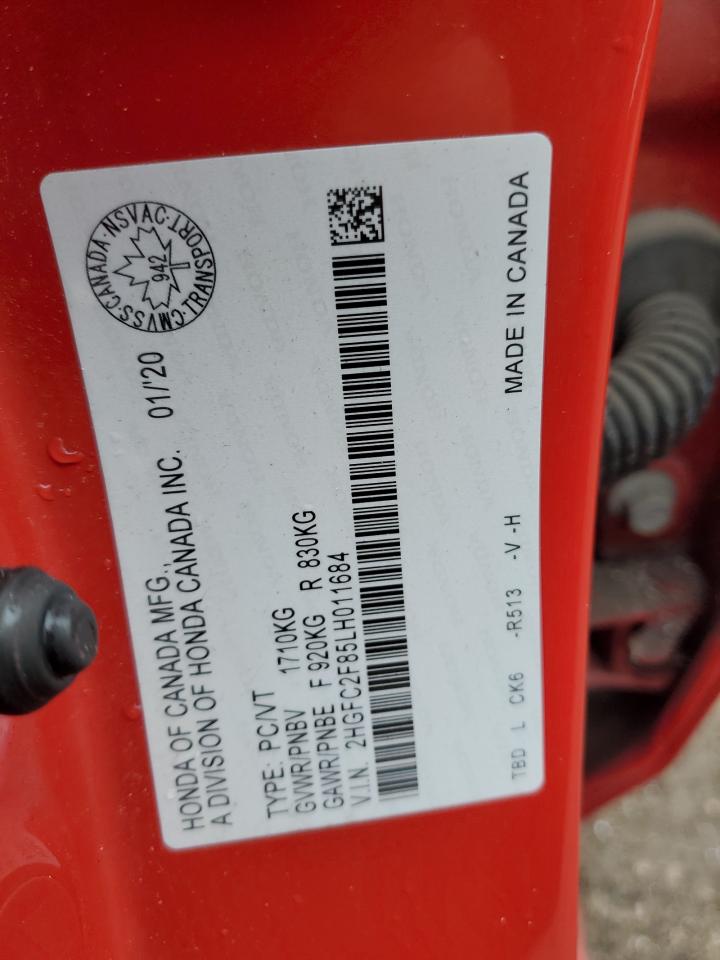 HONDA OF CANADA MFG.,
A DIVISION OF HONDA CANADA INC.
01/'20
CMVSS·CANADA·NSVAC·TRANSPORT·
942
TYPE: PC/VT
GVWR/PNBV 1710KG
GAWR/PNBE F 920KG R 830KG
V.I.N. 2HGFC2F85LH011684
TBD L CK6 -R513 -V -H MADE IN CANADA